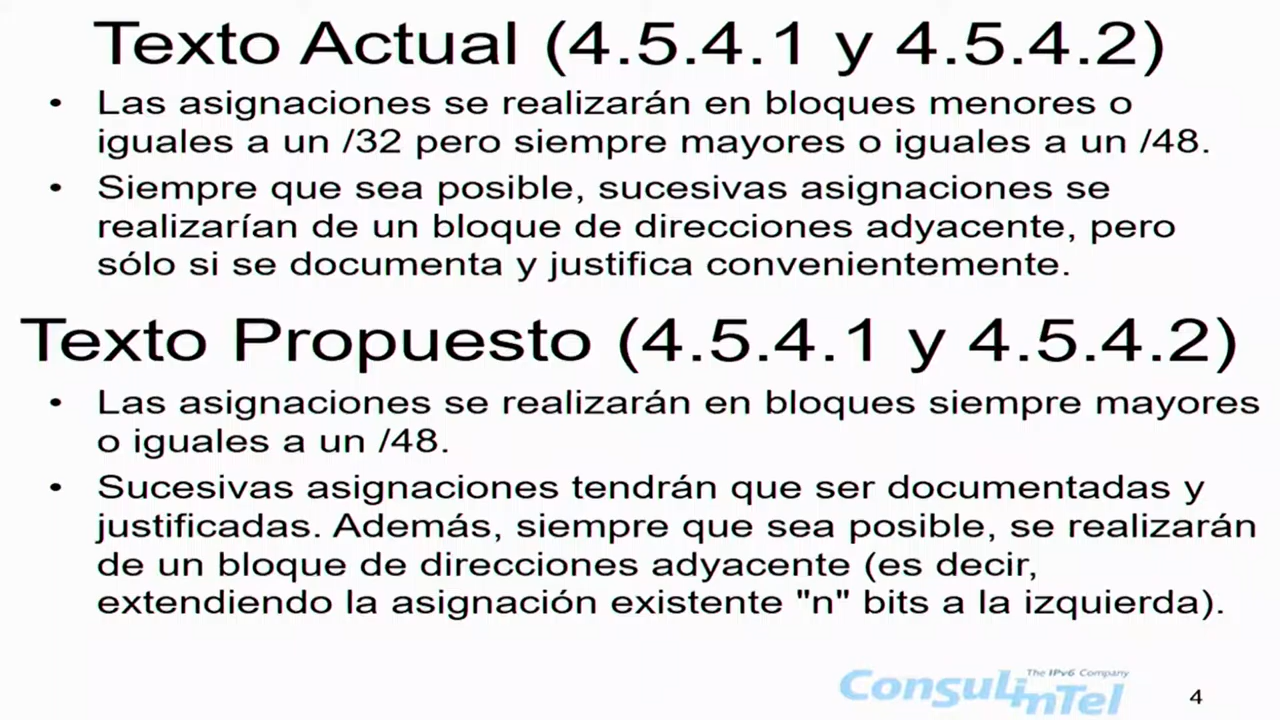 Texto Actual (4.5.4.1 y 4.5.4.2)
• Las asignaciones se realizarán en bloques menores o
iguales a un /32 pero siempre mayores o iguales a un /48.
• Siempre que sea posible, sucesivas asignaciones se
realizarían de un bloque de direcciones adyacente, pero
sólo si se documenta y justifica convenientemente.
Texto Propuesto (4.5.4.1 y 4.5.4.2)
• Las asignaciones se realizarán en bloques siempre mayores
o iguales a un /48.
• Sucesivas asignaciones tendrán que ser documentadas y
justificadas. Además, siempre que sea posible, se realizarán
de un bloque de direcciones adyacente (es decir,
extendiendo la asignación existente "n" bits a la izquierda).
The IPv6 Company
ConsulinTel
4